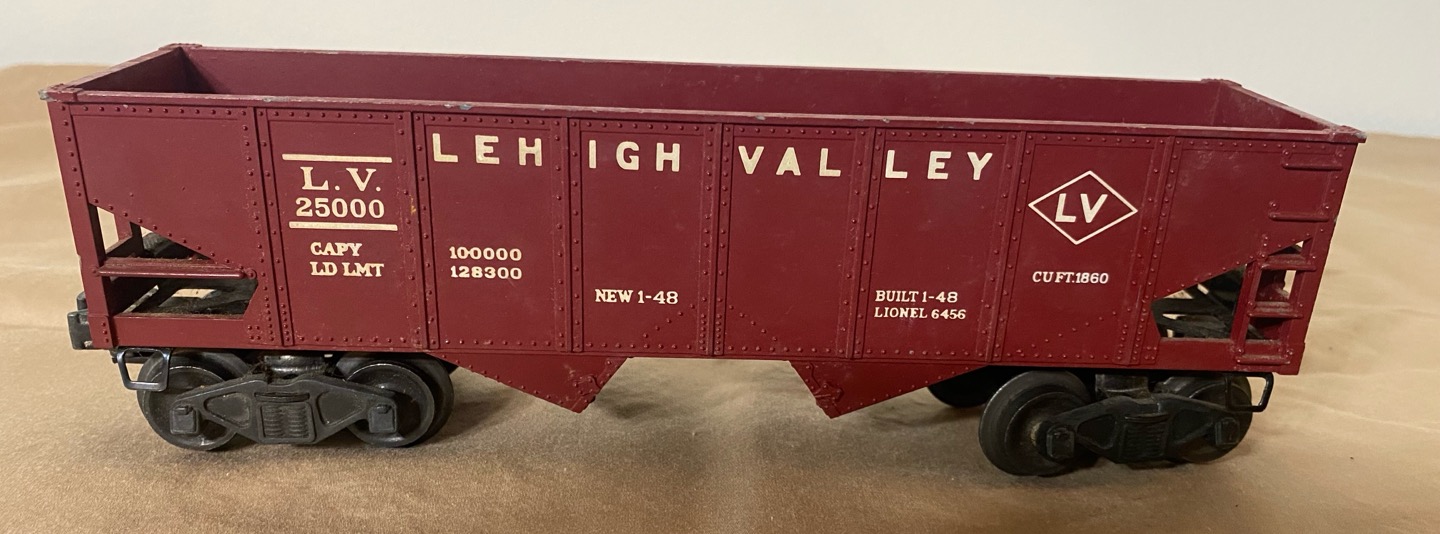 LEHIGH VALLEY
L.V.
25000
CAPY
LD LMT
100000
128300
NEW 1-48
BUILT 1-48
LIONEL 6456
LV
CU FT. 1860